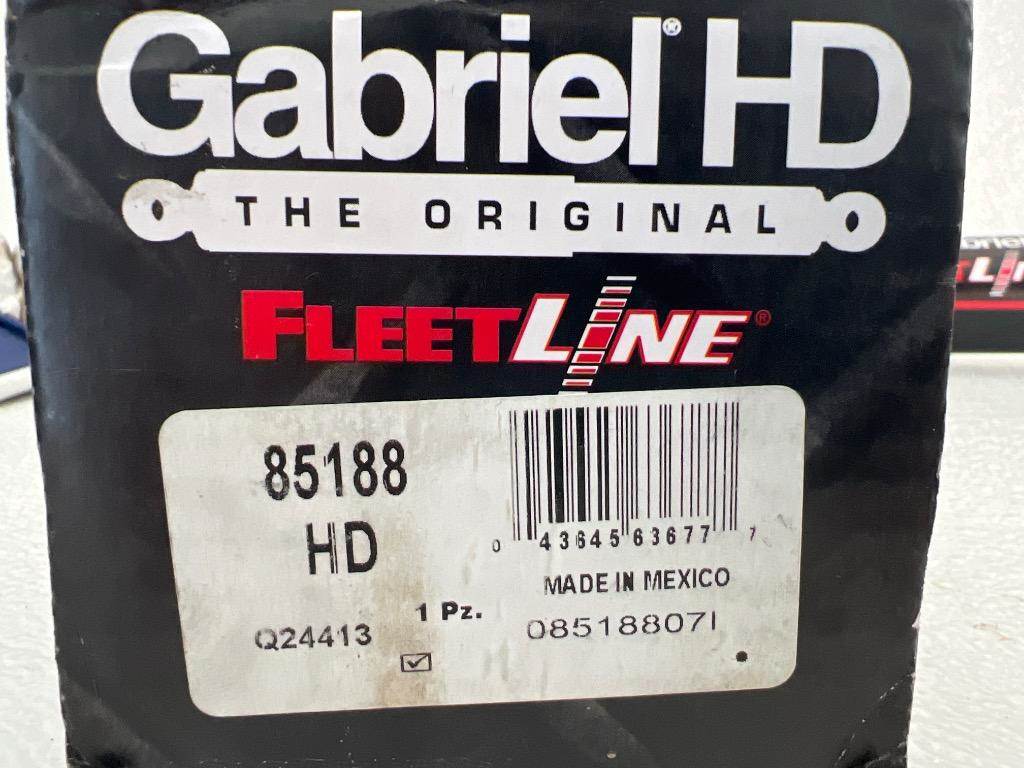 Gabriel® HD
THE ORIGINAL
FLEETLINE®
85188
HD
0 43645 63677 7
MADE IN MEXICO
1 Pz.
Q24413
085188071